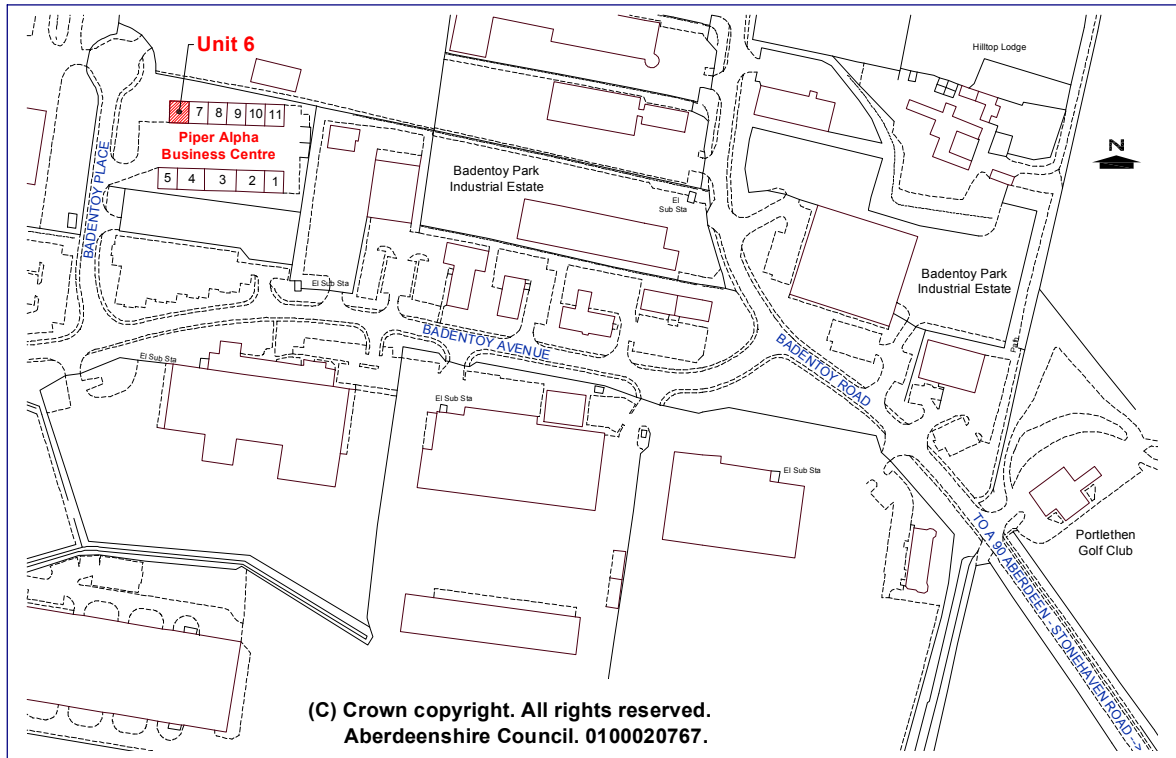 Unit 6
Hilltop Lodge
7 8 9 10 11
Piper Alpha
Business Centre
N
5 4 3 2 1
Badentoy Park
Industrial Estate
El
Sub Sta
BADENTOY PLACE
Badentoy Park
Industrial Estate
El Sub Sta
BADENTOY AVENUE
BADENTOY ROAD
Path
El Sub Sta
El Sub Sta
El Sub Sta
TO A 90 ABERDEEN - STONEHAVEN ROAD -->
Portlethen
Golf Club
(C) Crown copyright. All rights reserved.
Aberdeenshire Council. 0100020767.